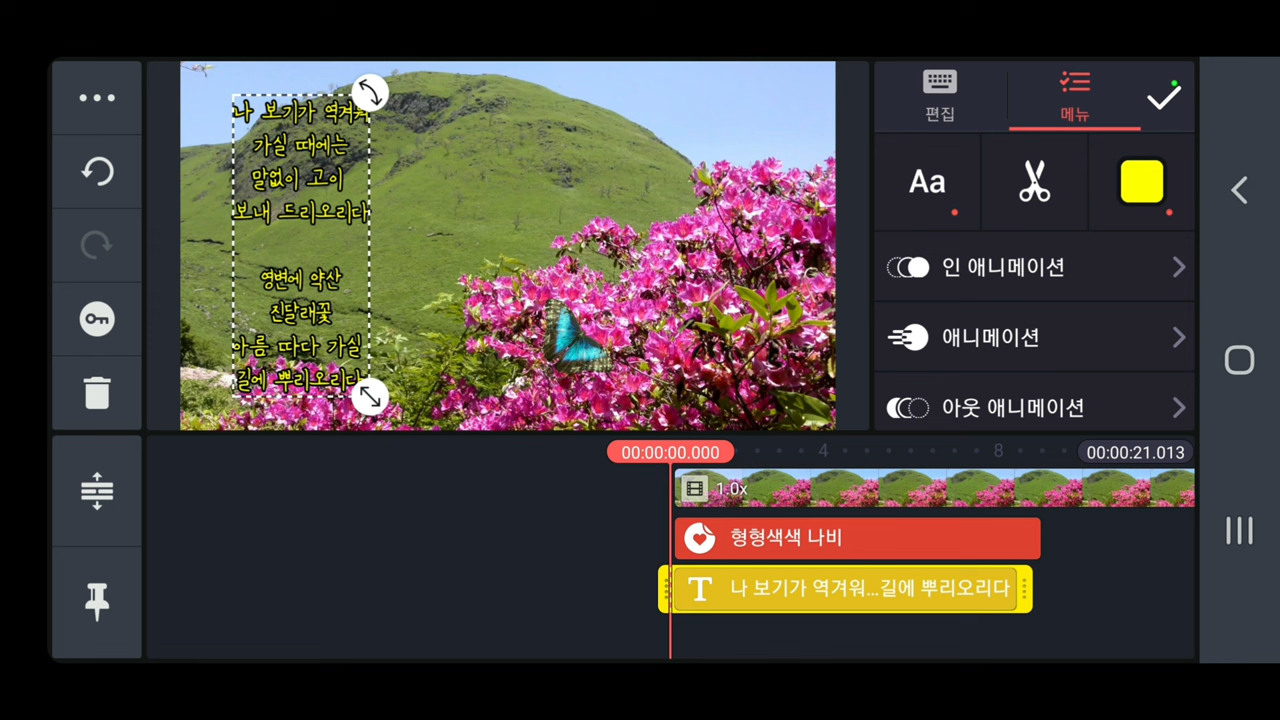 나 보기가 역겨워
가실 때에는
말없이 고이
보내 드리오리다
영변에 약산
진달래꽃
아름 따다 가실
길에 뿌리오리다
편집
메뉴
Aa
인 애니메이션
애니메이션
아웃 애니메이션
00:00:00.000
4
8
00:00:21.013
1.0x
형형색색 나비
T
나 보기가 역겨워...길에 뿌리오리다